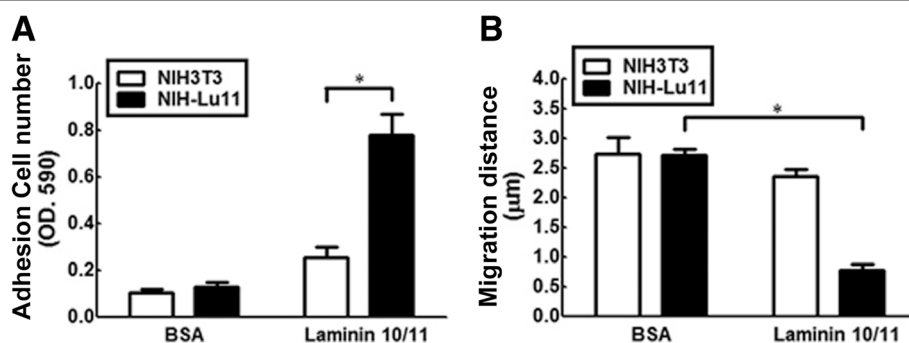 A
Adhesion Cell number
(OD. 590)
NIH3T3
NIH-Lu11
*
1.0
0.8
0.6
0.4
0.2
0.0
BSA
Laminin 10/11
B
Migration distance
(μm)
NIH3T3
NIH-Lu11
*
4.0
3.5
3.0
2.5
2.0
1.5
1.0
0.5
0.0
BSA
Laminin 10/11